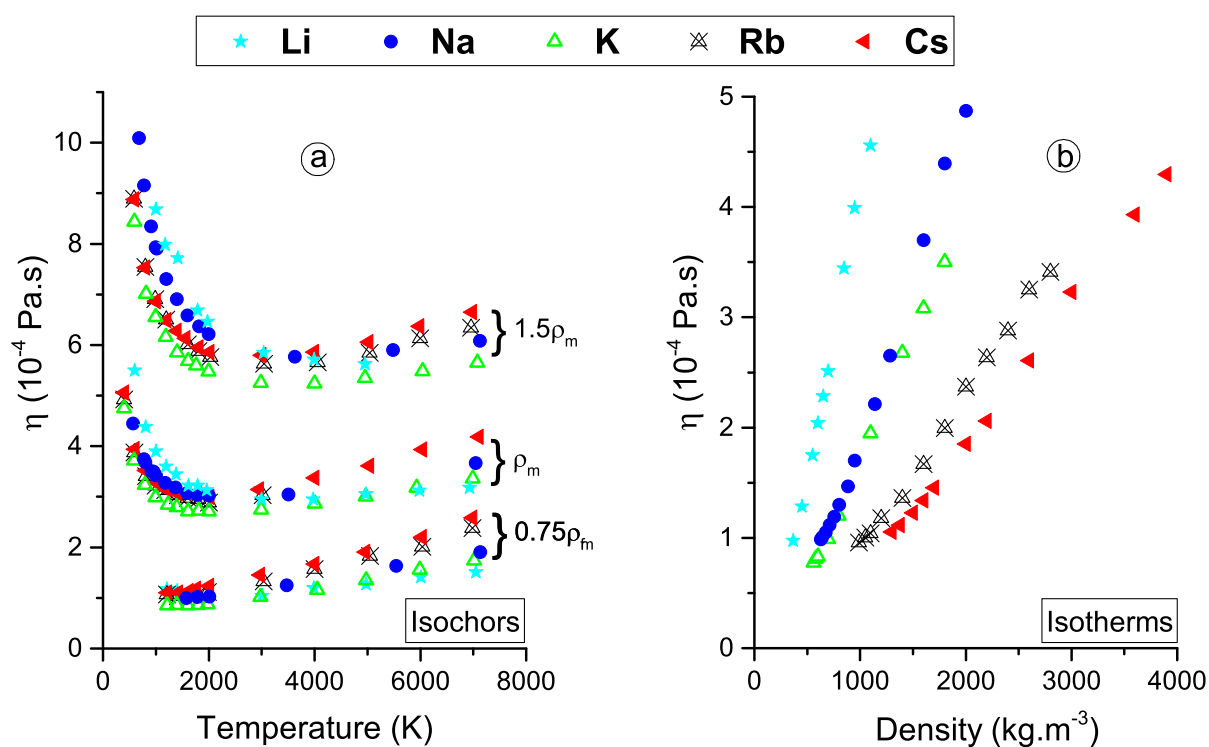 Li Na K Rb Cs
a
10
8
6
4
2
0
η (10⁻⁴ Pa.s)
1.5ρₘ
ρₘ
0.75ρfm
Isochors
0 2000 4000 6000 8000
Temperature (K)
b
5
4
3
2
1
0
η (10⁻⁴ Pa.s)
Isotherms
0 1000 2000 3000 4000
Density (kg.m⁻³)